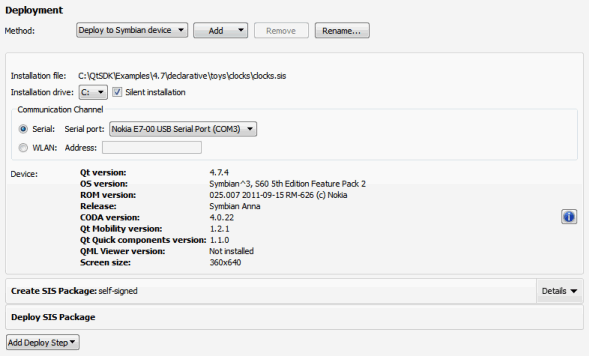 Deployment
Method: Deploy to Symbian device Add Remove Rename...
Installation file: C:\QtSDK\Examples\4.7\declarative\toys\clocks\clocks.sis
Installation drive: C: Silent installation
Communication Channel
Serial: Serial port: Nokia E7-00 USB Serial Port (COM3)
WLAN: Address:
Device: Qt version: 4.7.4
OS version: Symbian^3, S60 5th Edition Feature Pack 2
ROM version: 025.007 2011-09-15 RM-626 (c) Nokia
Release: Symbian Anna
CODA version: 4.0.22
Qt Mobility version: 1.2.1
Qt Quick components version: 1.1.0
QML Viewer version: Not installed
Screen size: 360x640
Create SIS Package: self-signed Details
Deploy SIS Package
Add Deploy Step